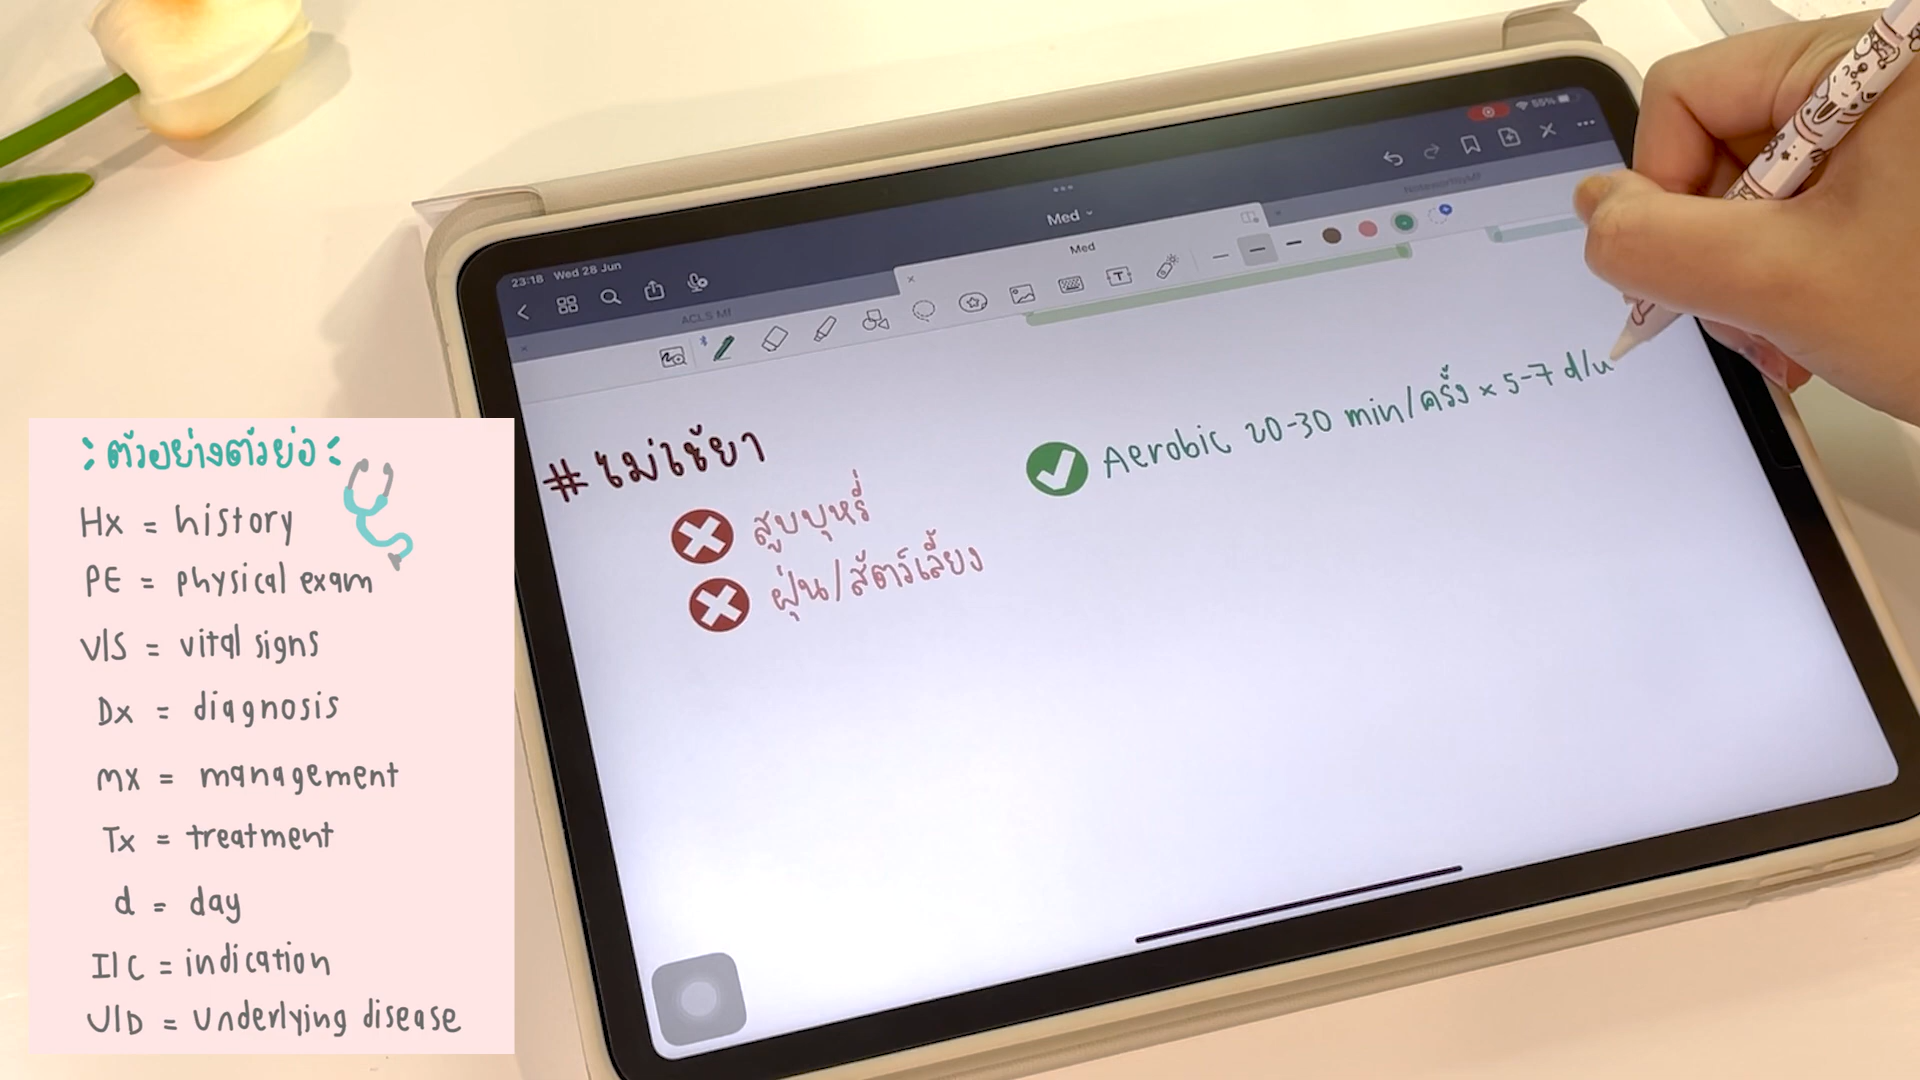 23:18 Wed 28 Jun
55%
Med
ACLS MI
Med
#ไม่ใช้ยา
สูบบุหรี่
ฝุ่น/สัตว์เลี้ยง
Aerobic 20-30 min/ครั้ง × 5-7 d/u
ตัวอย่างตัวย่อ
Hx = history
PE = physical exam
V/S = vital signs
Dx = diagnosis
mx = management
Tx = treatment
d = day
I/C = indication
U/D = Underlying disease